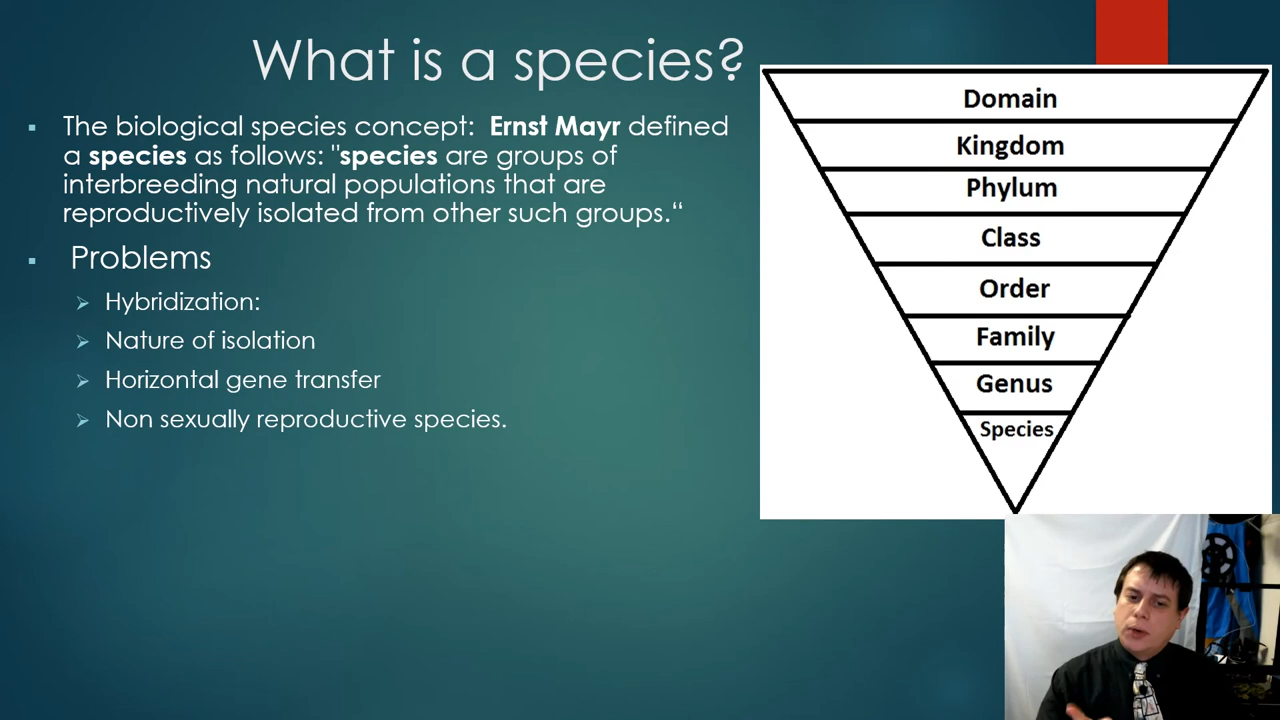 What is a species?
The biological species concept: Ernst Mayr defined
a species as follows: "species are groups of
interbreeding natural populations that are
reproductively isolated from other such groups.“
Problems
Hybridization:
Nature of isolation
Horizontal gene transfer
Non sexually reproductive species.
Domain
Kingdom
Phylum
Class
Order
Family
Genus
Species